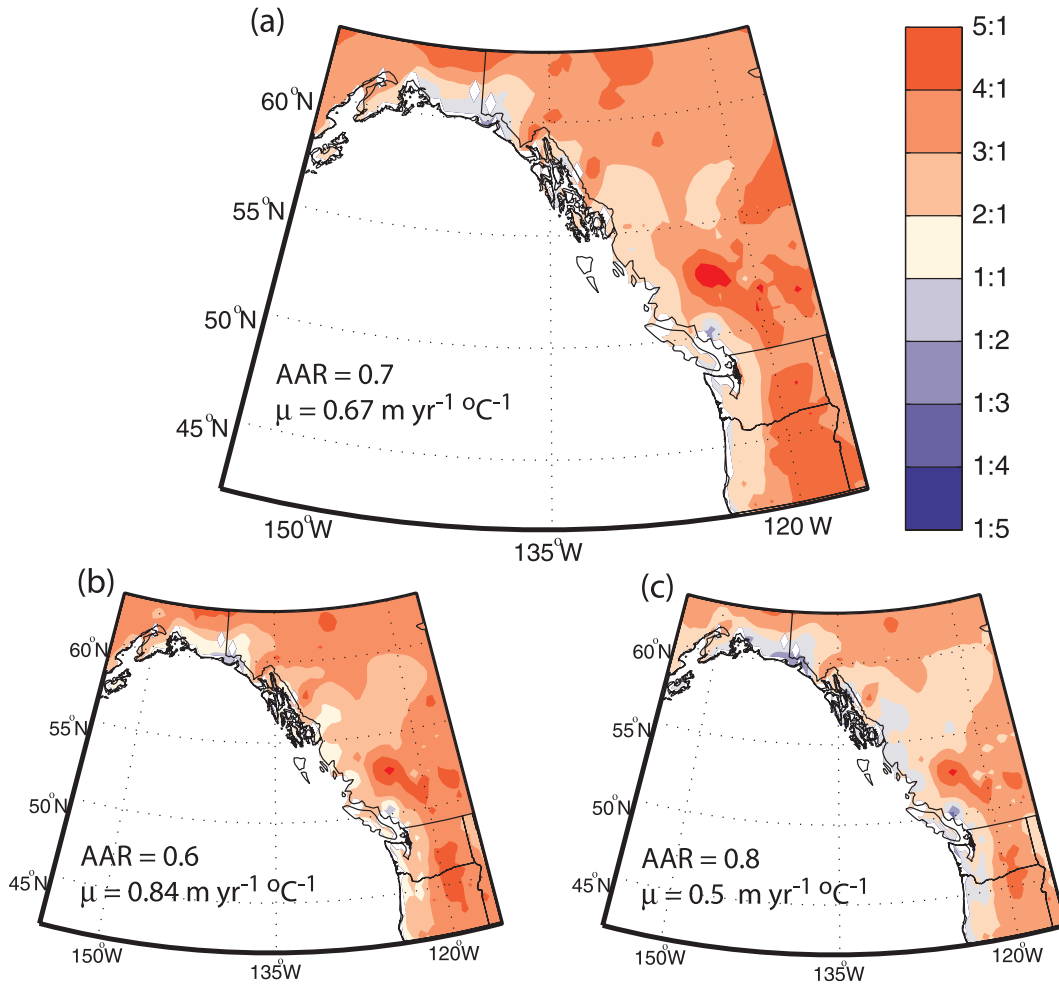 (a)
60°N
55°N
50°N
45°N
AAR = 0.7
μ = 0.67 m yr⁻¹ °C⁻¹
150°W
135°W
120 W
5:1
4:1
3:1
2:1
1:1
1:2
1:3
1:4
1:5
(b)
60°N
55°N
50°N
45°N
AAR = 0.6
μ = 0.84 m yr⁻¹ °C⁻¹
150°W
135°W
120°W
(c)
60°N
55°N
50°N
45°N
AAR = 0.8
μ = 0.5 m yr⁻¹ °C⁻¹
150°W
135°W
120°W